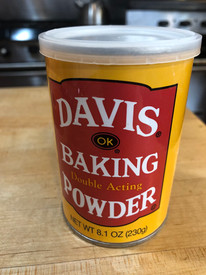 DAVIS®
OK
BAKING
Double Acting
POWDER®
NET WT 8.1 OZ (230g)